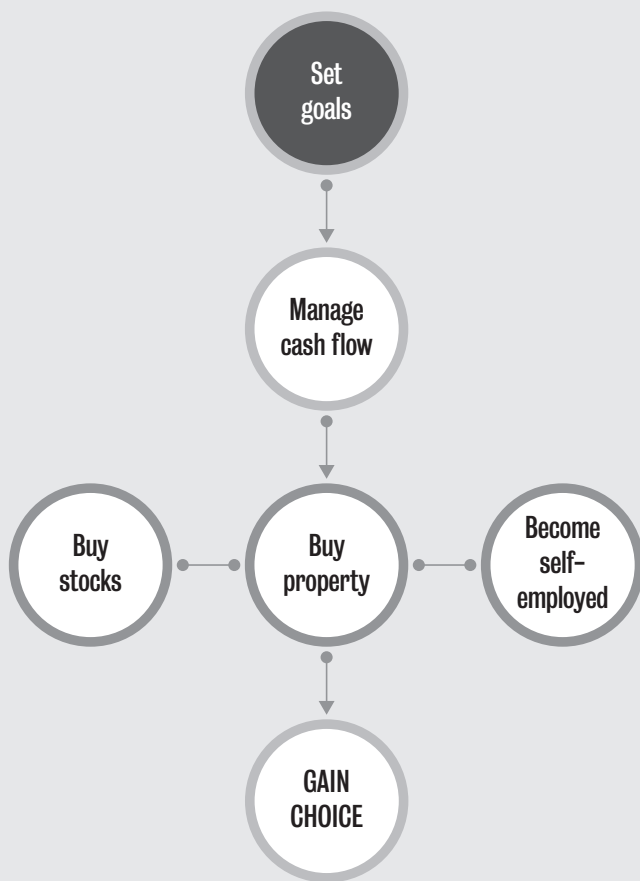 Set
goals
Manage
cash flow
Buy
stocks
Buy
property
Become
self-
employed
GAIN
CHOICE